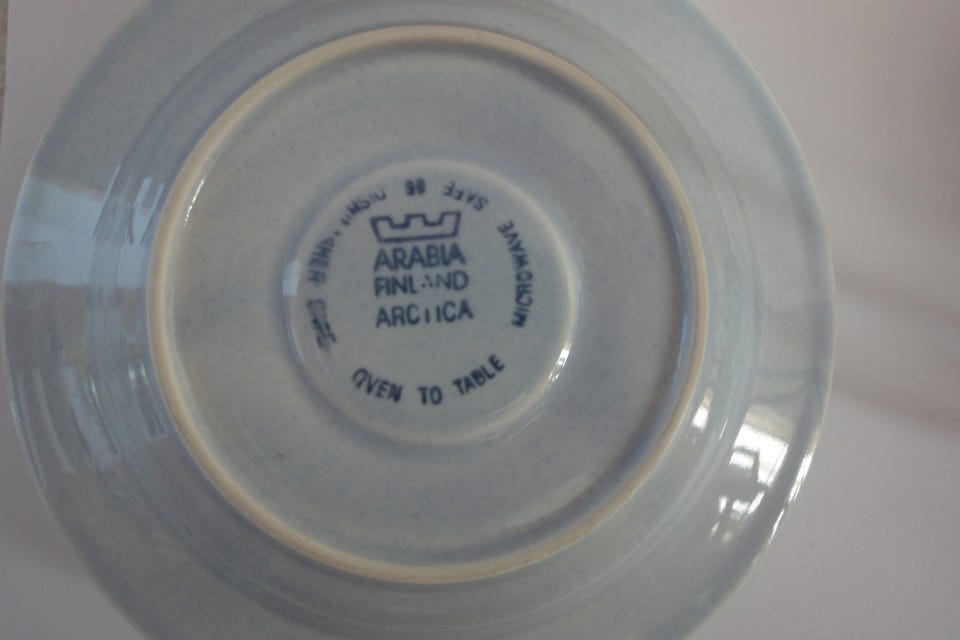 ARABIA
FINLAND
ARCTICA
OVEN TO TABLE
MICROWAVE SAFE